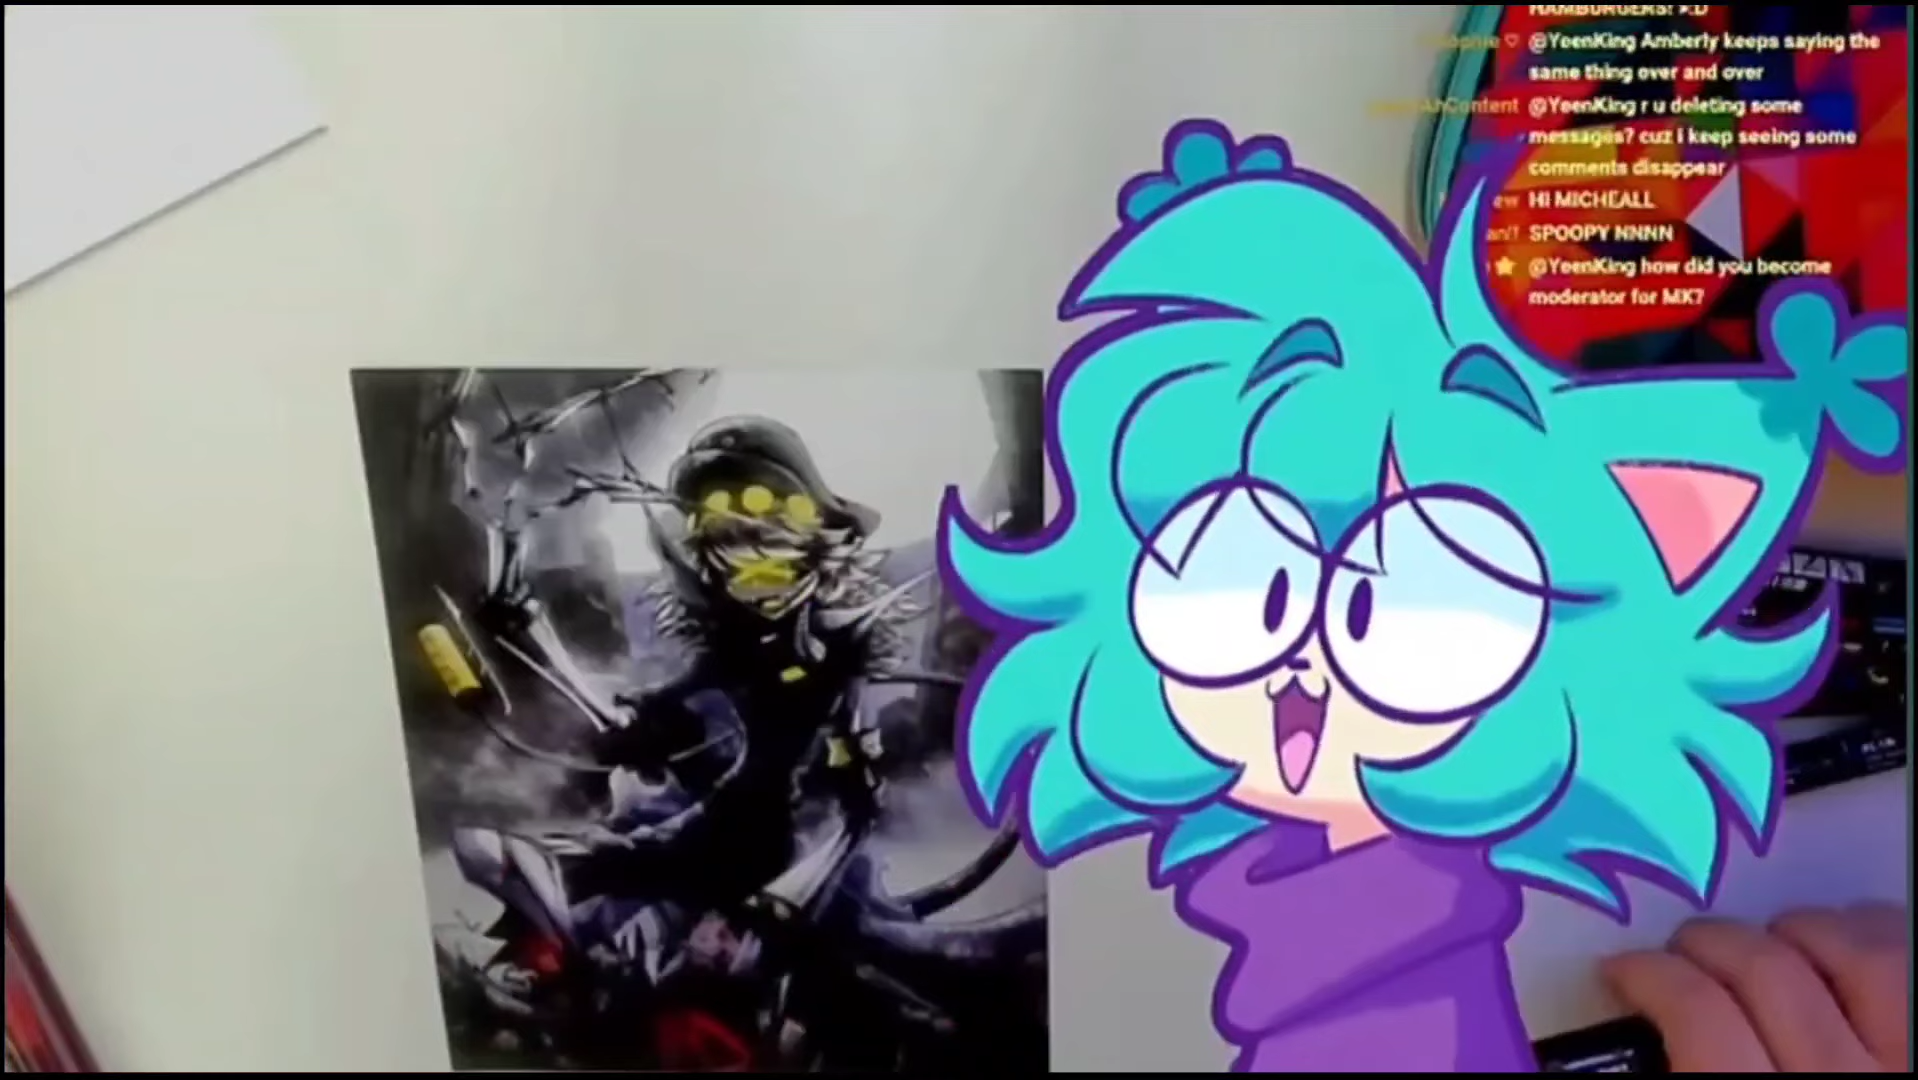 HAMBURGERS! >:D
@YeenKing Amberly keeps saying the
same thing over and over
AhContent @YeenKing r u deleting some
messages? cuz i keep seeing some
comments disappear
HI MICHEALL
SPOOPY NNNN
@YeenKing how did you become
moderator for MK?